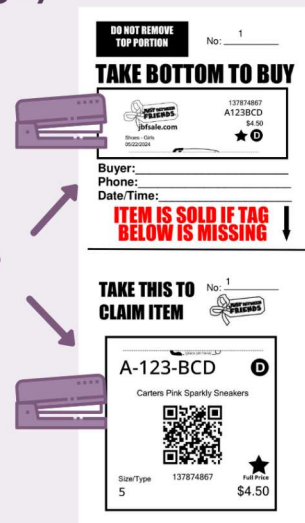 DO NOT REMOVE
TOP PORTION
No: 1
TAKE BOTTOM TO BUY
JUST BETWEEN
FRIENDS
jbfsale.com
Shoes - Girls
05/22/2024
137874867
A123BCD
$4.50
D
Buyer:
Phone:
Date/Time:
ITEM IS SOLD IF TAG
BELOW IS MISSING
TAKE THIS TO
CLAIM ITEM
No: 1
JUST BETWEEN
FRIENDS
A-123-BCD
D
Carters Pink Sparkly Sneakers
Size/Type
5
137874867
Full Price
$4.50